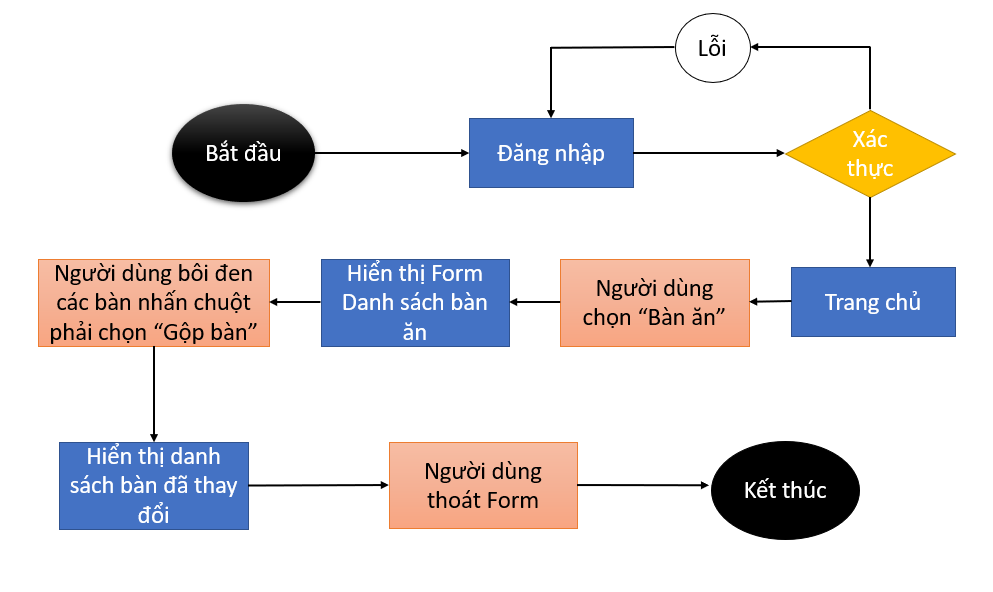 Lỗi
Bắt đầu
Đăng nhập
Xác
thực
Trang chủ
Người dùng
chọn “Bàn ăn”
Hiển thị Form
Danh sách bàn
ăn
Người dùng bôi đen
các bàn nhấn chuột
phải chọn “Gộp bàn”
Hiển thị danh
sách bàn đã thay
đổi
Người dùng
thoát Form
Kết thúc